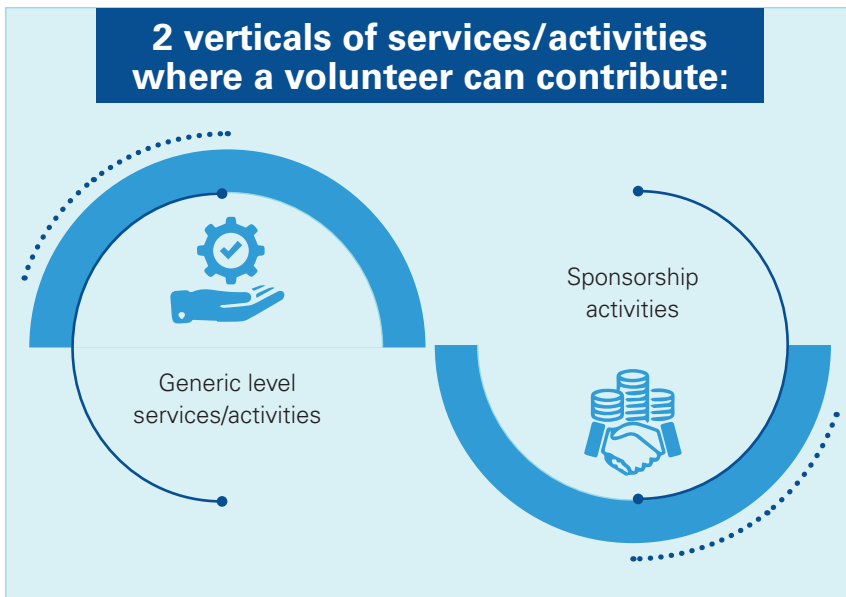 2 verticals of services/activities
where a volunteer can contribute:
Generic level
services/activities
Sponsorship
activities